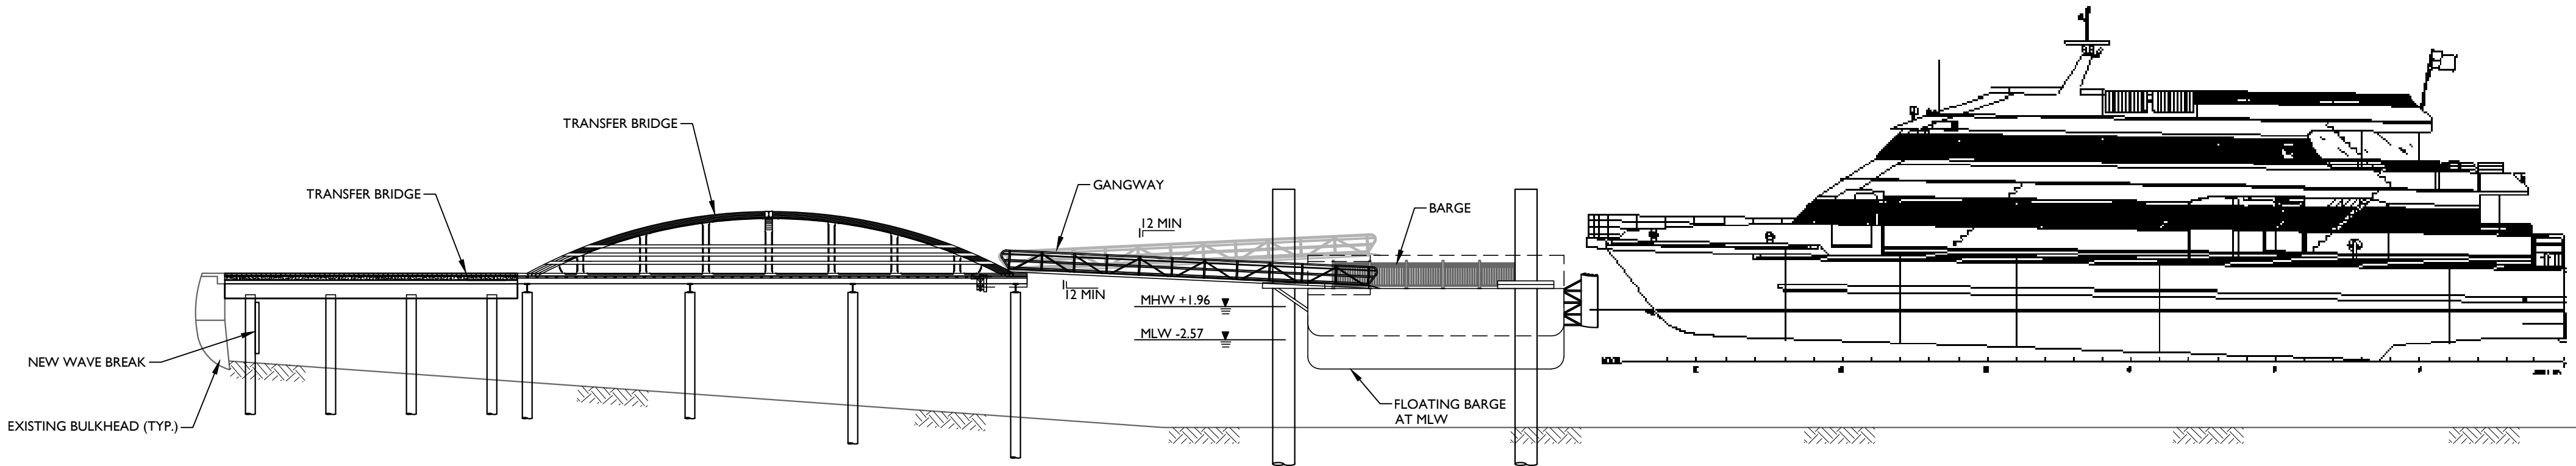 TRANSFER BRIDGE
TRANSFER BRIDGE
GANGWAY
12 MIN
BARGE
12 MIN
MHW +1.96
MLW -2.57
NEW WAVE BREAK
EXISTING BULKHEAD (TYP.)
FLOATING BARGE
AT MLW